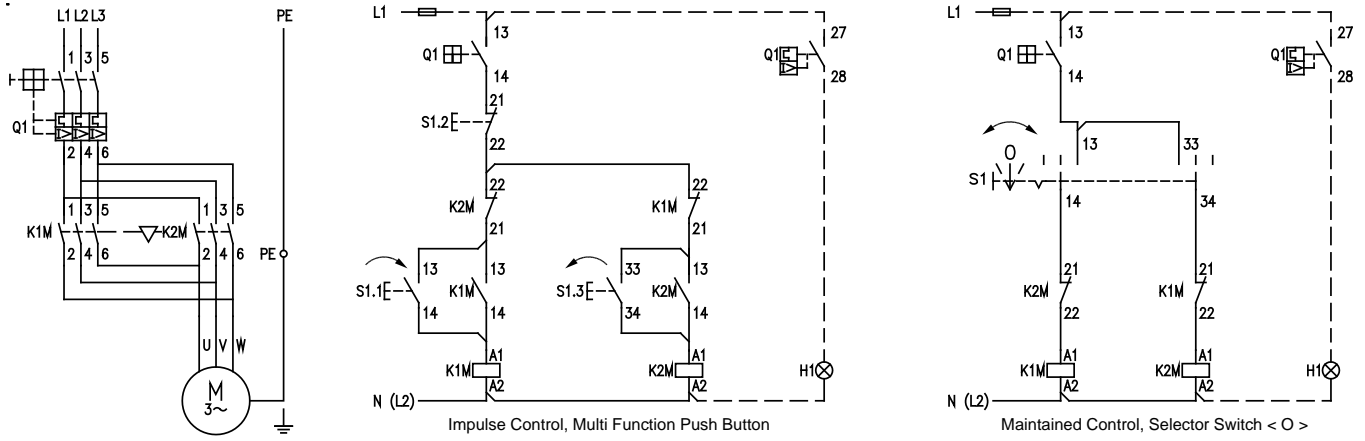 L1 L2 L3 PE
1 3 5
Q1
2 4 6
1 3 5 1 3 5
K1M K2M
2 4 6 2 4 6
PE
U V W
M
3~
L1
13 27
Q1 Q1
14 28
21
S1.2
22
22 22
K2M K1M
21 21
13 13 33 13
S1.1 K1M S1.3 K2M
14 14 34 14
A1 A1
K1M K2M H1
A2 A2
N (L2)
Impulse Control, Multi Function Push Button
L1
13 27
Q1 Q1
14 28
13 33
0
S1
14 34
21 21
K2M K1M
22 22
A1 A1
K1M K2M H1
A2 A2
N (L2)
Maintained Control, Selector Switch < O >